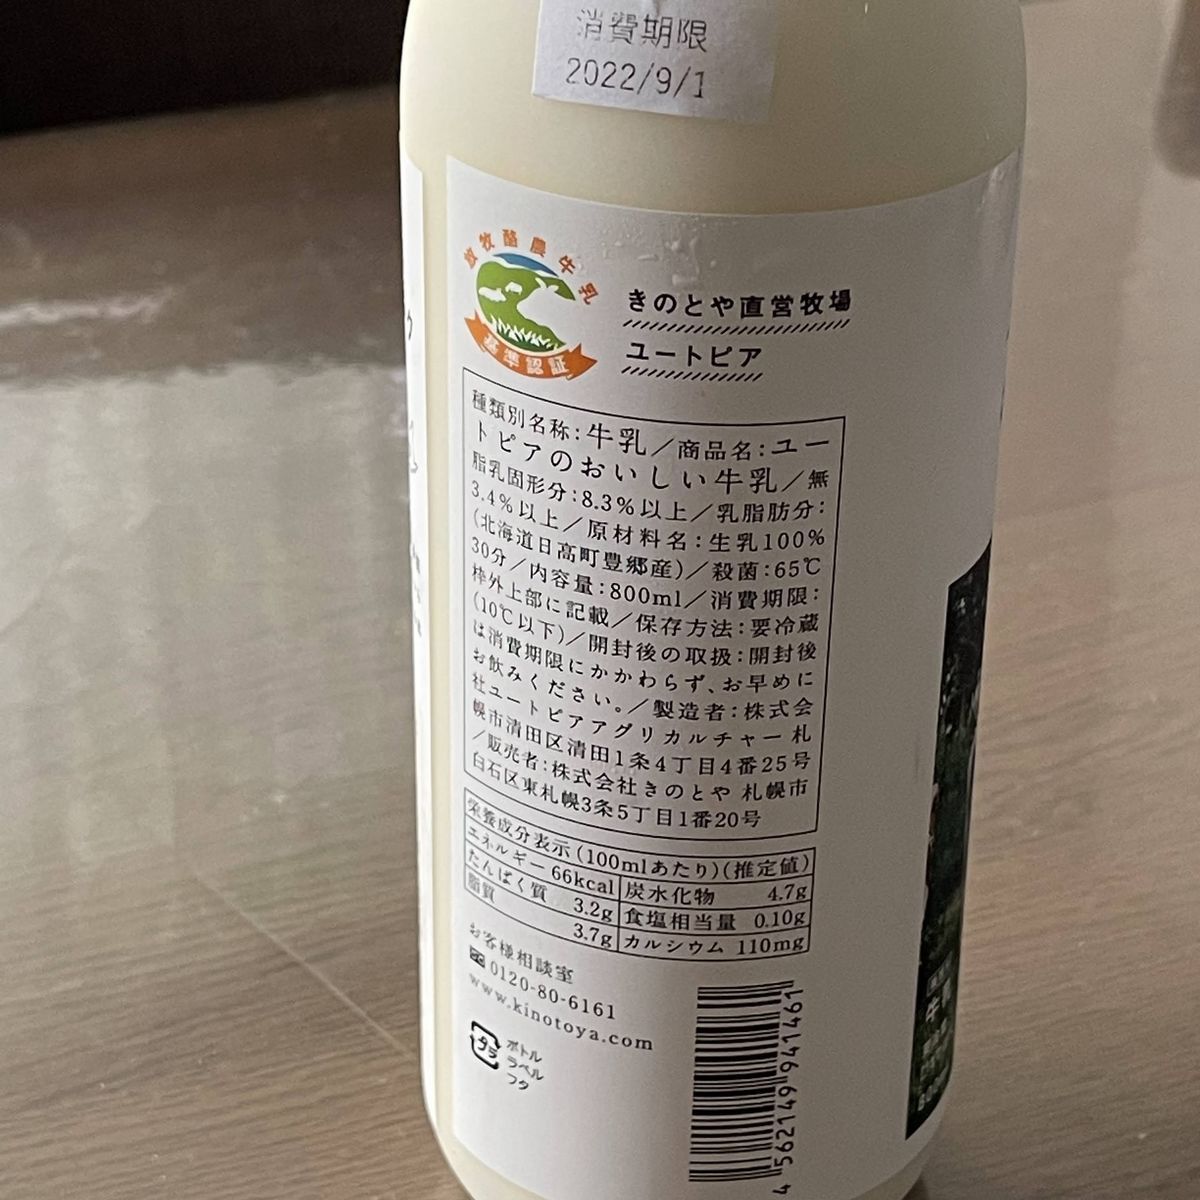 消費期限
2022/9/1
放牧酪農牛乳
基準認証
きのとや直営牧場
ユートピア
種類別名称:牛乳/商品名:ユー
トピアのおいしい牛乳/無
脂乳固形分:8.3%以上/乳脂肪分:
3.4%以上/原材料名:生乳100%
(北海道日高町豊郷産)/殺菌:65℃
30分/内容量:800ml/消費期限:
枠外上部に記載/保存方法:要冷蔵
(10℃以下)/開封後の取扱:開封後
は消費期限にかかわらず、お早めに
お飲みください。/製造者:株式会
社ユートピアアグリカルチャー 札
幌市清田区清田1条4丁目4番25号
/販売者:株式会社きのとや 札幌市
白石区東札幌3条5丁目1番20号
栄養成分表示(100mlあたり)(推定値)
エネルギー 66kcal 炭水化物 4.7g
たんぱく質 3.2g 食塩相当量 0.10g
脂質 3.7g カルシウム 110mg
お客様相談室
0120-80-6161
www.kinotoya.com
プラ
ボトル
ラベル
フタ
4 562149 941461
牛乳